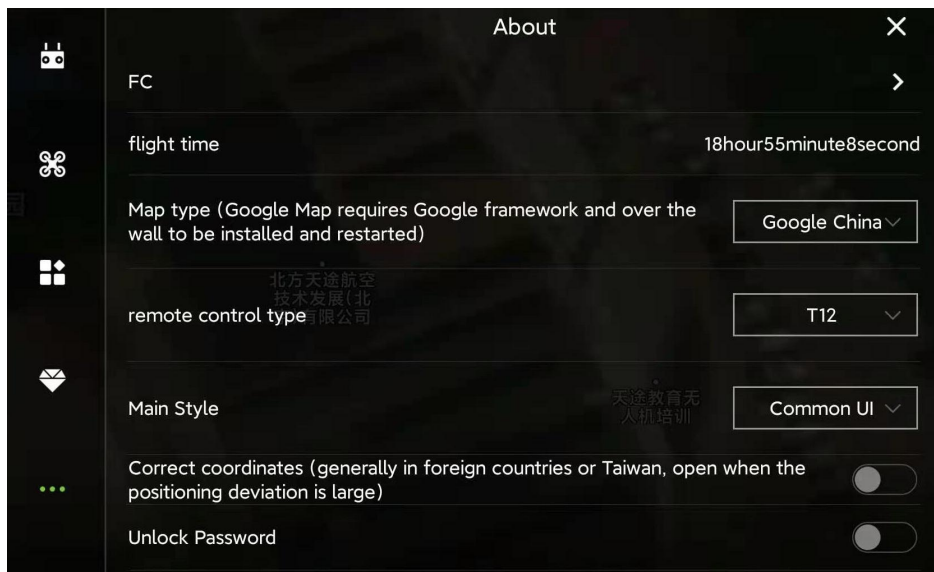 About
FC
flight time
18hour55minute8second
Map type (Google Map requires Google framework and over the
wall to be installed and restarted)
Google China
北方天途航空
技术发展(北
有限公司
remote control type
T12
天途教育无
人机培训
Main Style
Common UI
Correct coordinates (generally in foreign countries or Taiwan, open when the
positioning deviation is large)
Unlock Password
园